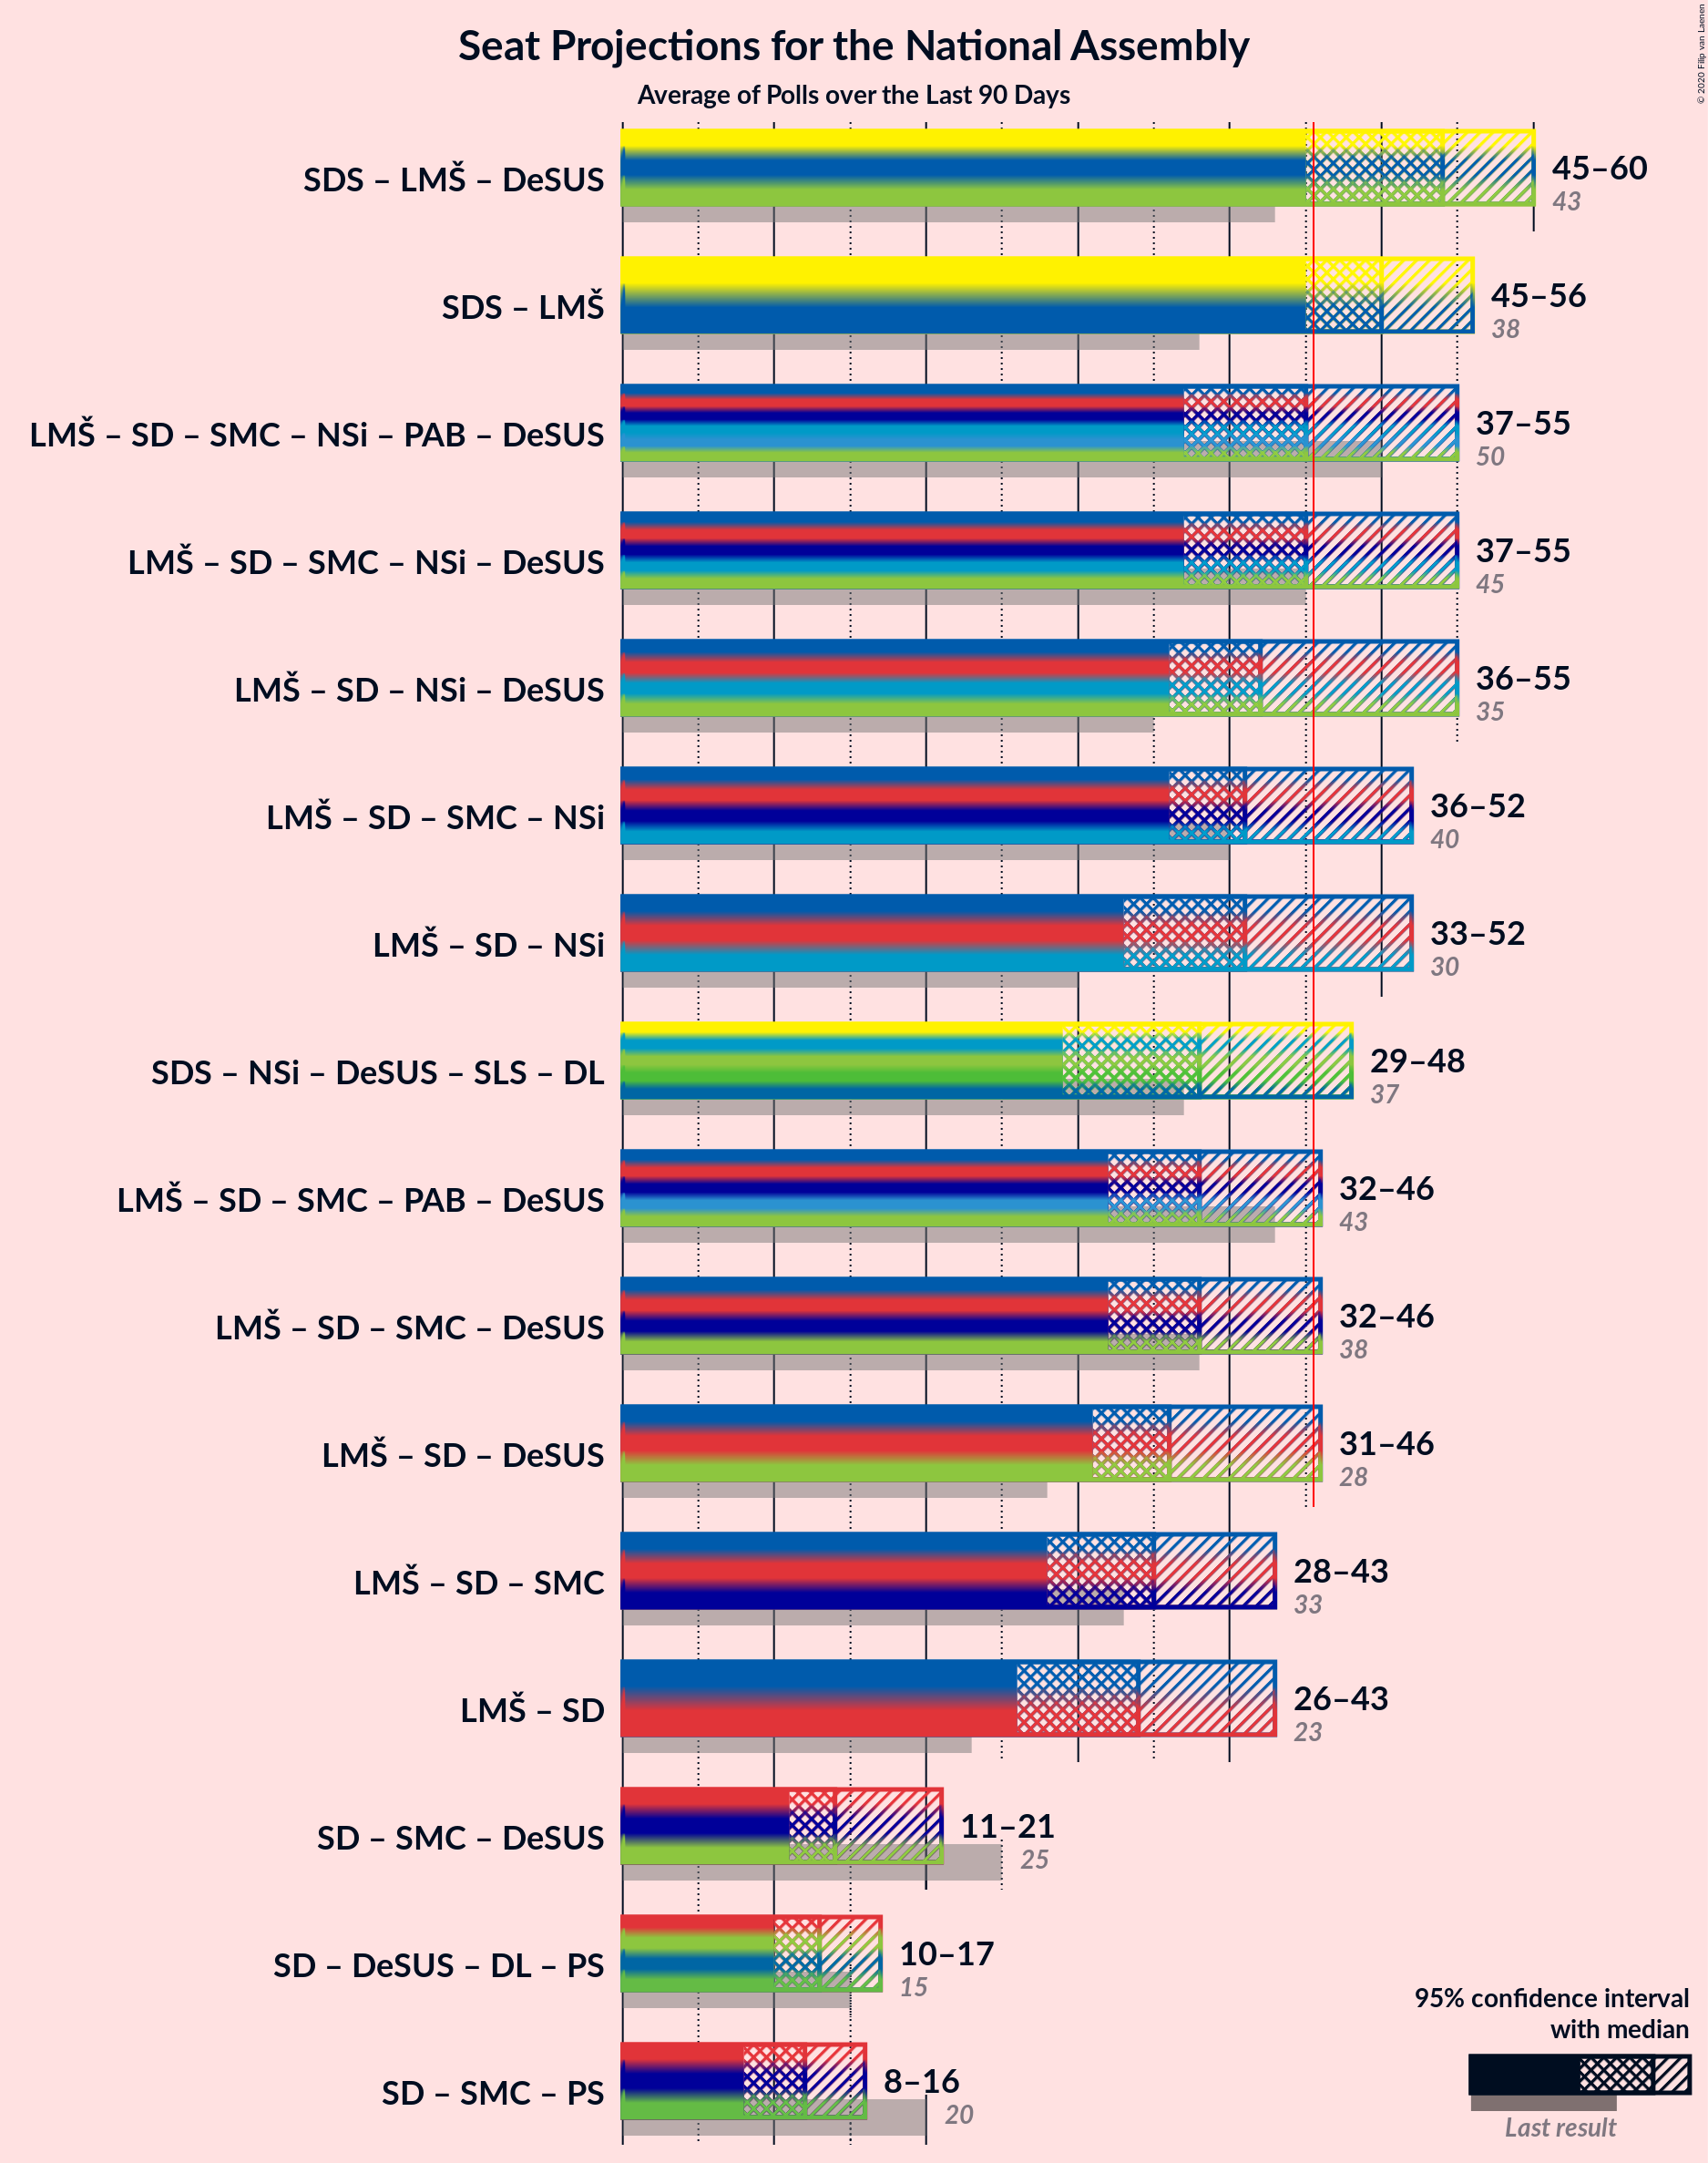 Seat Projections for the National Assembly
Average of Polls over the Last 90 Days
© 2020 Filip van Laenen
SDS – LMŠ – DeSUS
45–60
43
SDS – LMŠ
45–56
38
LMŠ – SD – SMC – NSi – PAB – DeSUS
37–55
50
LMŠ – SD – SMC – NSi – DeSUS
37–55
45
LMŠ – SD – NSi – DeSUS
36–55
35
LMŠ – SD – SMC – NSi
36–52
40
LMŠ – SD – NSi
33–52
30
SDS – NSi – DeSUS – SLS – DL
29–48
37
LMŠ – SD – SMC – PAB – DeSUS
32–46
43
LMŠ – SD – SMC – DeSUS
32–46
38
LMŠ – SD – DeSUS
31–46
28
LMŠ – SD – SMC
28–43
33
LMŠ – SD
26–43
23
SD – SMC – DeSUS
11–21
25
SD – DeSUS – DL – PS
10–17
15
SD – SMC – PS
8–16
20
95% confidence interval
with median
Last result